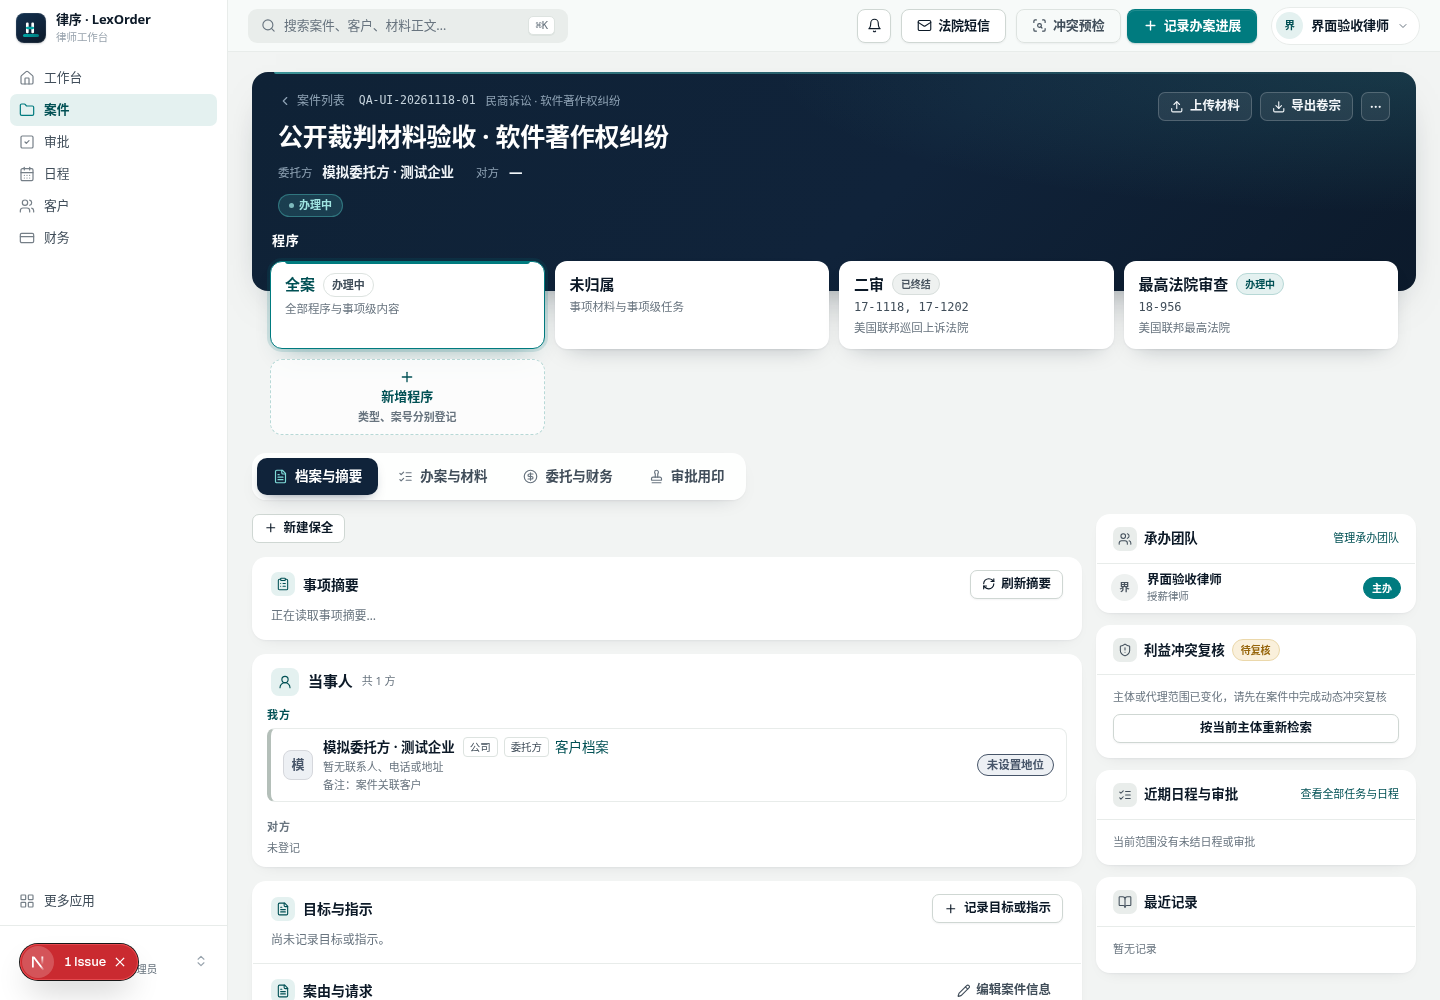 律序 · LexOrder
律师工作台
工作台
案件
审批
日程
客户
财务
更多应用
理员
1 Issue
搜索案件、客户、材料正文...
⌘K
法院短信
冲突预检
记录办案进展
界
界面验收律师
案件列表 QA-UI-20261118-01 民商诉讼 · 软件著作权纠纷
上传材料
导出卷宗
公开裁判材料验收 · 软件著作权纠纷
委托方 模拟委托方 · 测试企业 对方 —
办理中
程序
全案 办理中
全部程序与事项级内容
未归属
事项材料与事项级任务
二审 已终结
17-1118, 17-1202
美国联邦巡回上诉法院
最高法院审查 办理中
18-956
美国联邦最高法院
新增程序
类型、案号分别登记
档案与摘要
办案与材料
委托与财务
审批用印
新建保全
事项摘要
刷新摘要
正在读取事项摘要...
当事人 共 1 方
我方
模
模拟委托方 · 测试企业 公司 委托方 客户档案
暂无联系人、电话或地址
备注：案件关联客户
未设置地位
对方
未登记
目标与指示
记录目标或指示
尚未记录目标或指示。
案由与请求
编辑案件信息
承办团队
管理承办团队
界
界面验收律师
授薪律师
主办
利益冲突复核 待复核
主体或代理范围已变化，请先在案件中完成动态冲突复核
按当前主体重新检索
近期日程与审批
查看全部任务与日程
当前范围没有未结日程或审批
最近记录
暂无记录